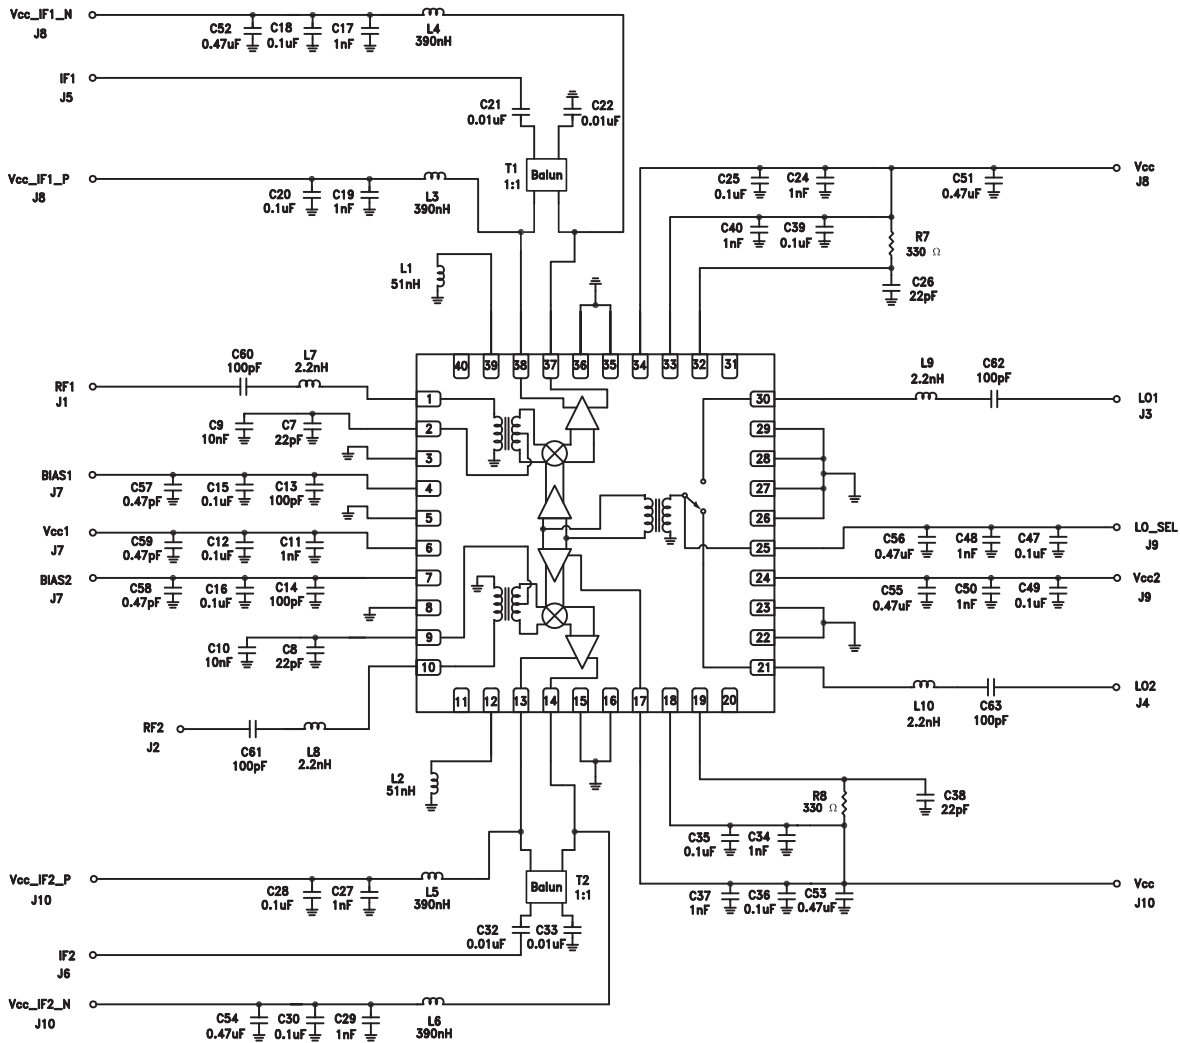 Vcc_IF1_N
J8
C52
0.47uF
C18
0.1uF
C17
1nF
L4
390nH
IF1
J5
C21
0.01uF
C22
0.01uF
T1
1:1
Balun
Vcc_IF1_P
J8
C20
0.1uF
C19
1nF
L3
390nH
C25
0.1uF
C24
1nF
C51
0.47uF
Vcc
J8
C40
1nF
C39
0.1uF
R7
330 Ω
C26
22pF
L1
51nH
40
39
38
37
36
35
34
33
32
31
RF1
J1
C60
100pF
L7
2.2nH
C9
10nF
C7
22pF
BIAS1
J7
C57
0.47pF
C15
0.1uF
C13
100pF
Vcc1
J7
C59
0.47pF
C12
0.1uF
C11
1nF
BIAS2
J7
C58
0.47pF
C16
0.1uF
C14
100pF
C10
10nF
C8
22pF
RF2
J2
C61
100pF
L8
2.2nH
1
2
3
4
5
6
7
8
9
10
30
29
28
27
26
25
24
23
22
21
L9
2.2nH
C62
100pF
LO1
J3
C56
0.47uF
C48
1nF
C47
0.1uF
LO_SEL
J9
C55
0.47uF
C50
1nF
C49
0.1uF
Vcc2
J9
L10
2.2nH
C63
100pF
LO2
J4
11
12
13
14
15
16
17
18
19
20
L2
51nH
R8
330 Ω
C38
22pF
C35
0.1uF
C34
1nF
C37
1nF
C36
0.1uF
C53
0.47uF
Vcc
J10
Vcc_IF2_P
J10
C28
0.1uF
C27
1nF
L5
390nH
Balun
T2
1:1
C32
0.01uF
C33
0.01uF
IF2
J6
Vcc_IF2_N
J10
C54
0.47uF
C30
0.1uF
C29
1nF
L6
390nH